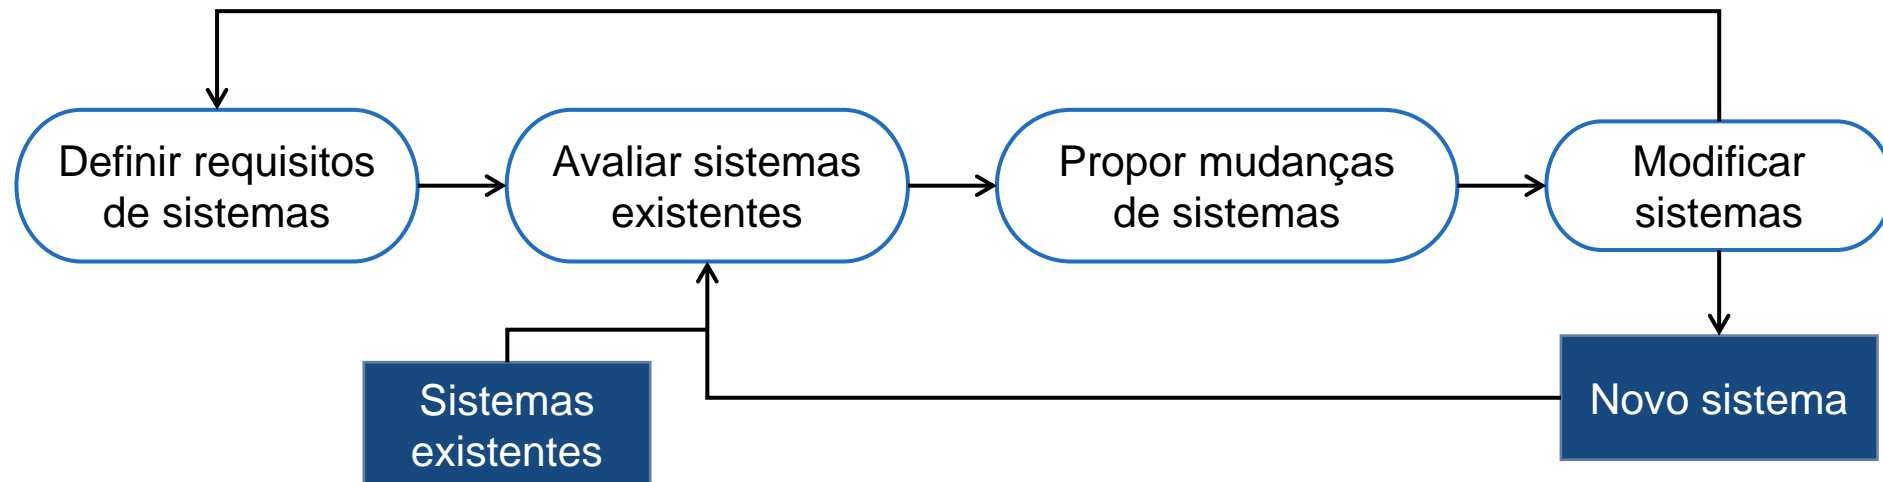 Definir requisitos
de sistemas
Avaliar sistemas
existentes
Propor mudanças
de sistemas
Modificar
sistemas
Sistemas
existentes
Novo sistema